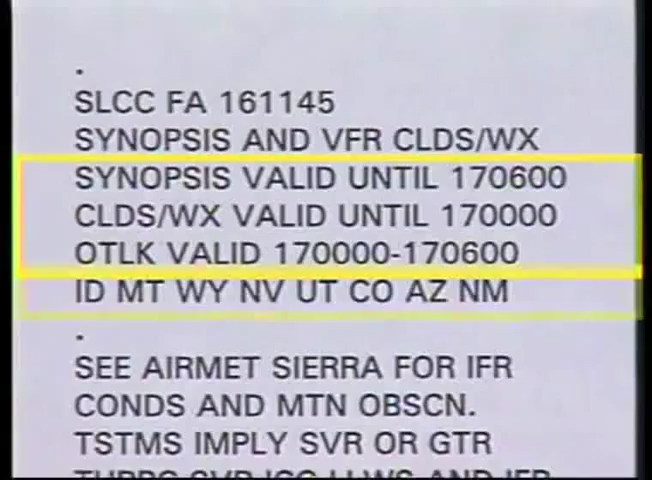 .
SLCC FA 161145
SYNOPSIS AND VFR CLDS/WX
SYNOPSIS VALID UNTIL 170600
CLDS/WX VALID UNTIL 170000
OTLK VALID 170000-170600
ID MT WY NV UT CO AZ NM
.
SEE AIRMET SIERRA FOR IFR
CONDS AND MTN OBSCN.
TSTMS IMPLY SVR OR GTR